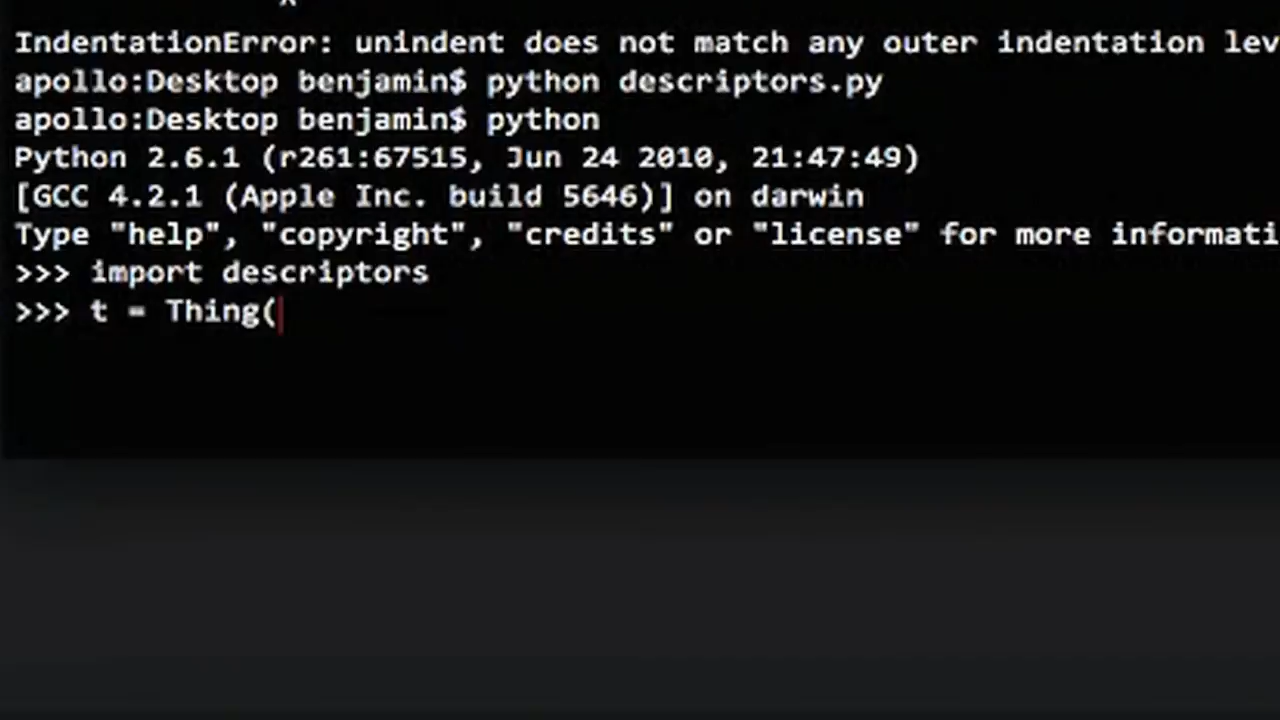 IndentationError: unindent does not match any outer indentation lev
apollo:Desktop benjamin$ python descriptors.py
apollo:Desktop benjamin$ python
Python 2.6.1 (r261:67515, Jun 24 2010, 21:47:49)
[GCC 4.2.1 (Apple Inc. build 5646)] on darwin
Type "help", "copyright", "credits" or "license" for more informati
>>> import descriptors
>>> t = Thing(